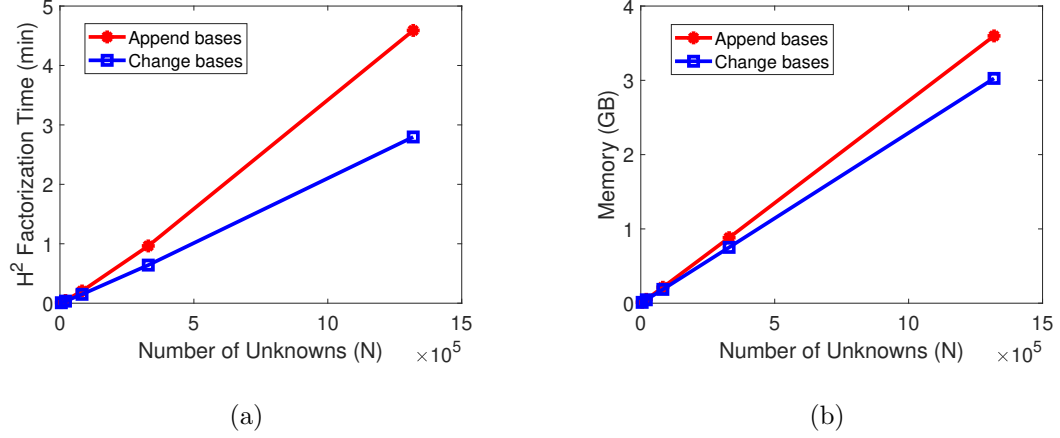 5
4
3
2
1
0
H² Factorization Time (min)
Append bases
Change bases
0
5
10
15
Number of Unknowns (N)
×10⁵
(a)
4
3
2
1
0
Memory (GB)
Append bases
Change bases
0
5
10
15
Number of Unknowns (N)
×10⁵
(b)